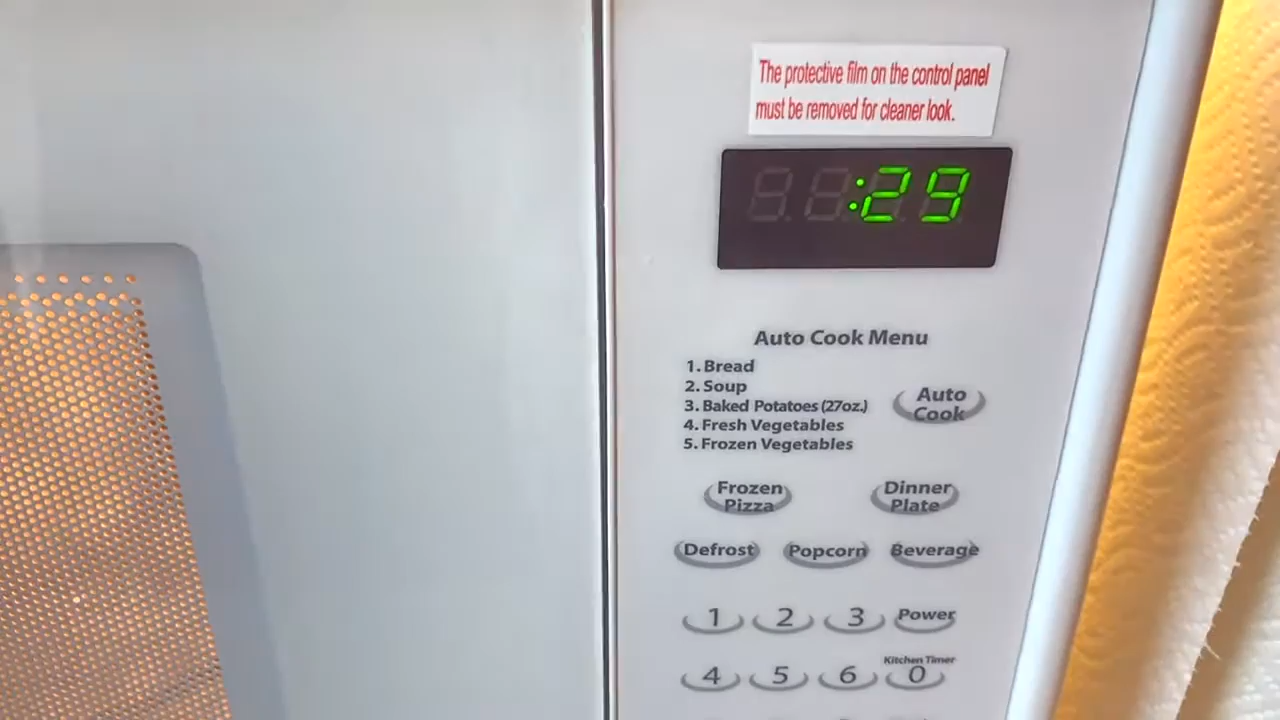 The protective film on the control panel
must be removed for cleaner look.
:29
Auto Cook Menu
1. Bread
2. Soup
3. Baked Potatoes (27oz.)
4. Fresh Vegetables
5. Frozen Vegetables
Auto
Cook
Frozen
Pizza
Dinner
Plate
Defrost Popcorn Beverage
1 2 3 Power
Kitchen Timer
4 5 6 0